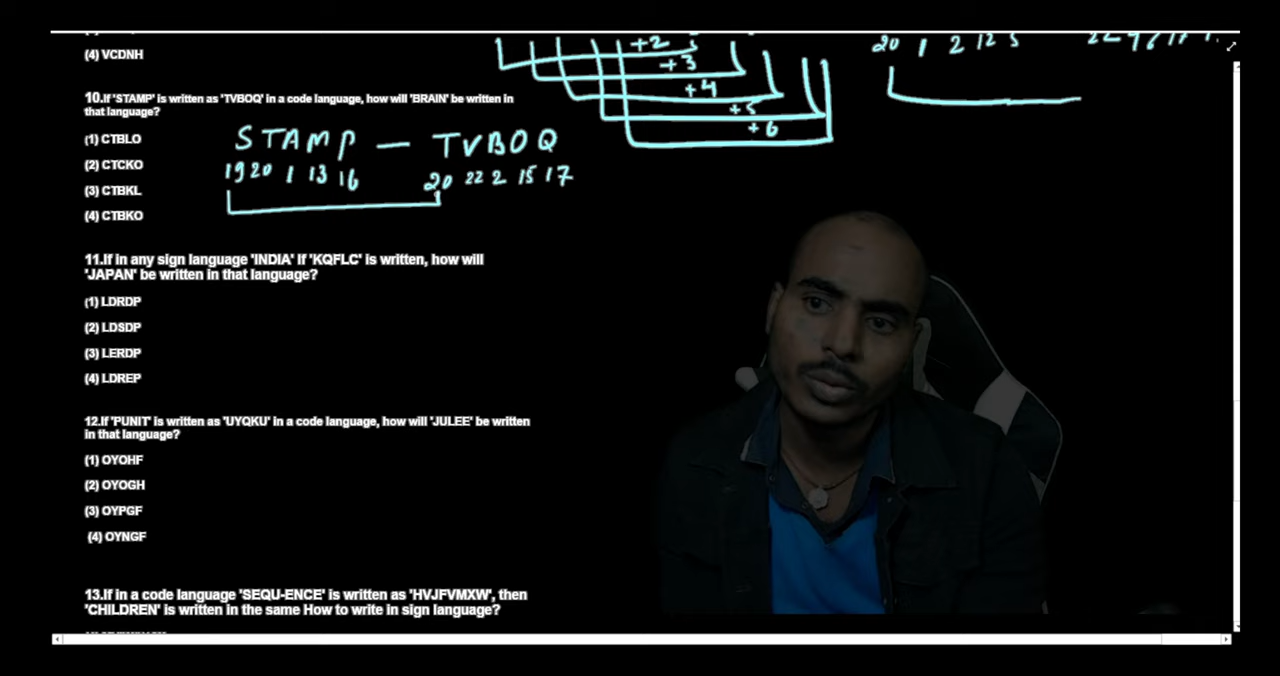 (4) VCDNH
+2
+3
+4
+5
+6
20 1 2 12 5
10.If 'STAMP' is written as 'TVBOQ' in a code language, how will 'BRAIN' be written in
that language?
(1) CTBLO
(2) CTCKO
(3) CTBKL
(4) CTBKO
STAMP — TVBOQ
19 20 1 13 16 20 22 2 15 17
11.If in any sign language 'INDIA' If 'KQFLC' is written, how will
'JAPAN' be written in that language?
(1) LDRDP
(2) LDSDP
(3) LERDP
(4) LDREP
12.If 'PUNIT' is written as 'UYQKU' in a code language, how will 'JULEE' be written
in that language?
(1) OYOHF
(2) OYOGH
(3) OYPGF
(4) OYNGF
13.If in a code language 'SEQU-ENCE' is written as 'HVJFVMXW', then
'CHILDREN' is written in the same How to write in sign language?